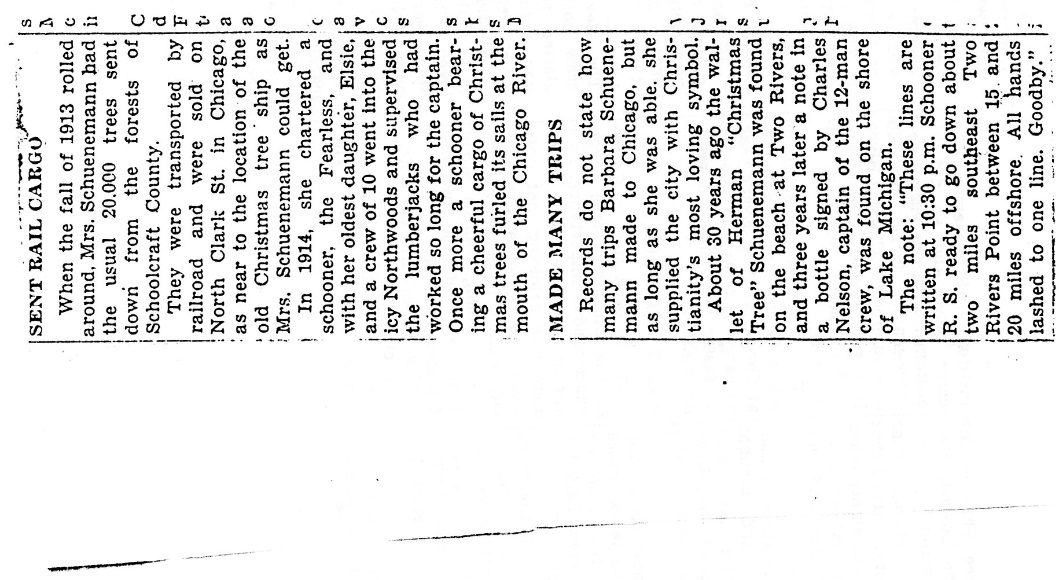 SENT RAIL CARGO
When the fall of 1913 rolled
around, Mrs. Schuenemann had
the usual 20.000 trees sent
down from the forests of
Schoolcraft County.
They were transported by
railroad and were sold on
North Clark St. in Chicago,
as near to the location of the
old Christmas tree ship as
Mrs. Schuenemann could get.
In 1914, she chartered a
schooner, the Fearless, and
with her oldest daughter, Elsie,
and a crew of 10 went into the
icy Northwoods and supervised
the lumberjacks who had
worked so long for the captain.
Once more a schooner bear-
ing a cheerful cargo of Christ-
mas trees furled its sails at the
mouth of the Chicago River.
MADE MANY TRIPS
Records do not state how
many trips Barbara Schuene-
mann made to Chicago, but
as long as she was able. she
supplied the city with Chris-
tianity's most loving symbol.
About 30 years ago the wal-
let of Herman "Christmas
Tree" Schuenemann was found
on the beach at Two Rivers,
and three years later a note in
a bottle signed by Charles
Nelson, captain of the 12-man
crew, was found on the shore
of Lake Michigan.
The note: "These lines are
written at 10:30 p.m. Schooner
R. S. ready to go down about
two miles southeast Two
Rivers Point between 15 and
20 miles offshore. All hands
lashed to one line. Goodby."